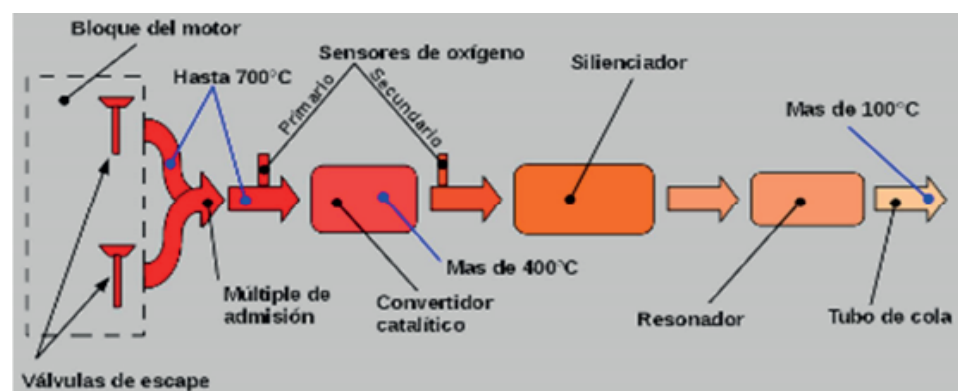 Bloque del motor
Hasta 700°C
Sensores de oxígeno
Primario
Secundario
Silienciador
Mas de 100°C
Múltiple de
admisión
Mas de 400°C
Convertidor
catalítico
Resonador
Tubo de cola
Válvulas de escape